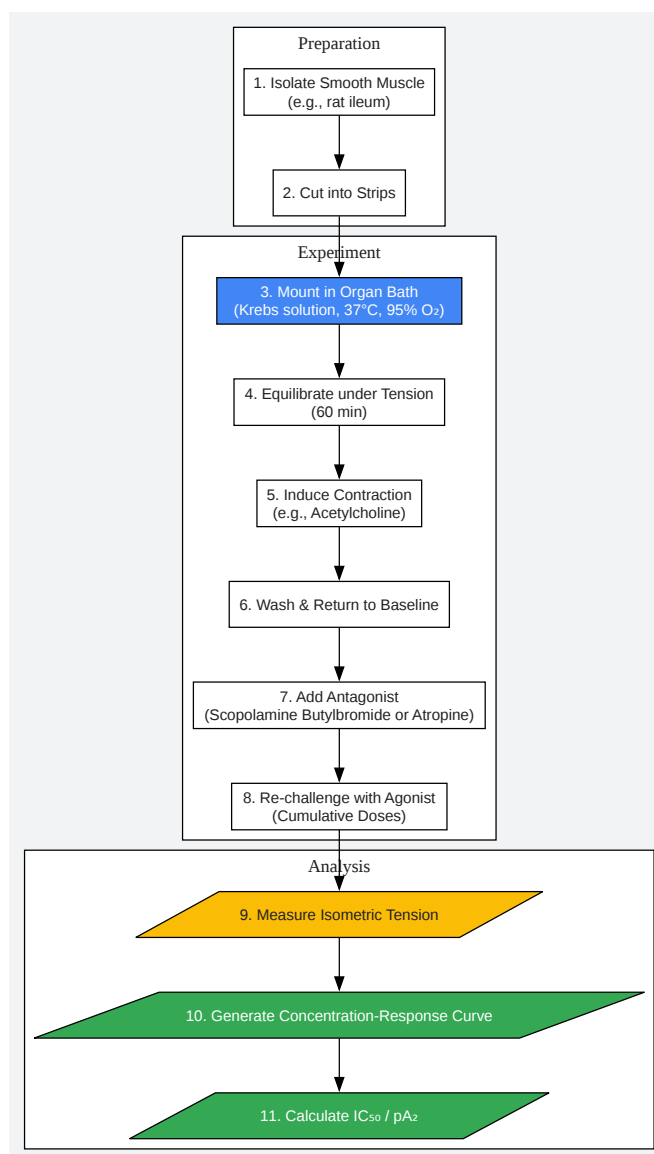 Preparation
1. Isolate Smooth Muscle
(e.g., rat ileum)
2. Cut into Strips
Experiment
3. Mount in Organ Bath
(Krebs solution, 37°C, 95% O₂)
4. Equilibrate under Tension
(60 min)
5. Induce Contraction
(e.g., Acetylcholine)
6. Wash & Return to Baseline
7. Add Antagonist
(Scopolamine Butylbromide or Atropine)
8. Re-challenge with Agonist
(Cumulative Doses)
Analysis
9. Measure Isometric Tension
10. Generate Concentration-Response Curve
11. Calculate IC₅₀ / pA₂